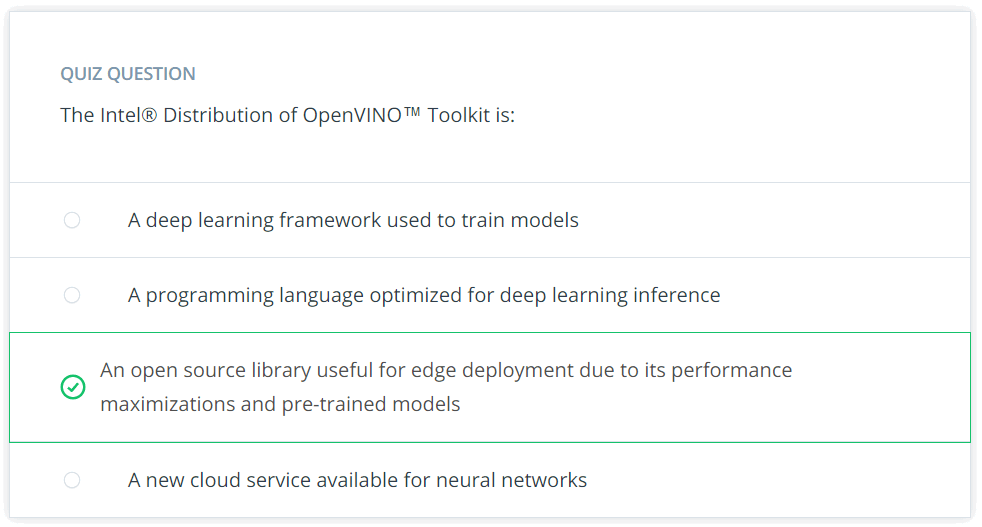 QUIZ QUESTION
The Intel® Distribution of OpenVINO™ Toolkit is:
A deep learning framework used to train models
A programming language optimized for deep learning inference
An open source library useful for edge deployment due to its performance
maximizations and pre-trained models
A new cloud service available for neural networks